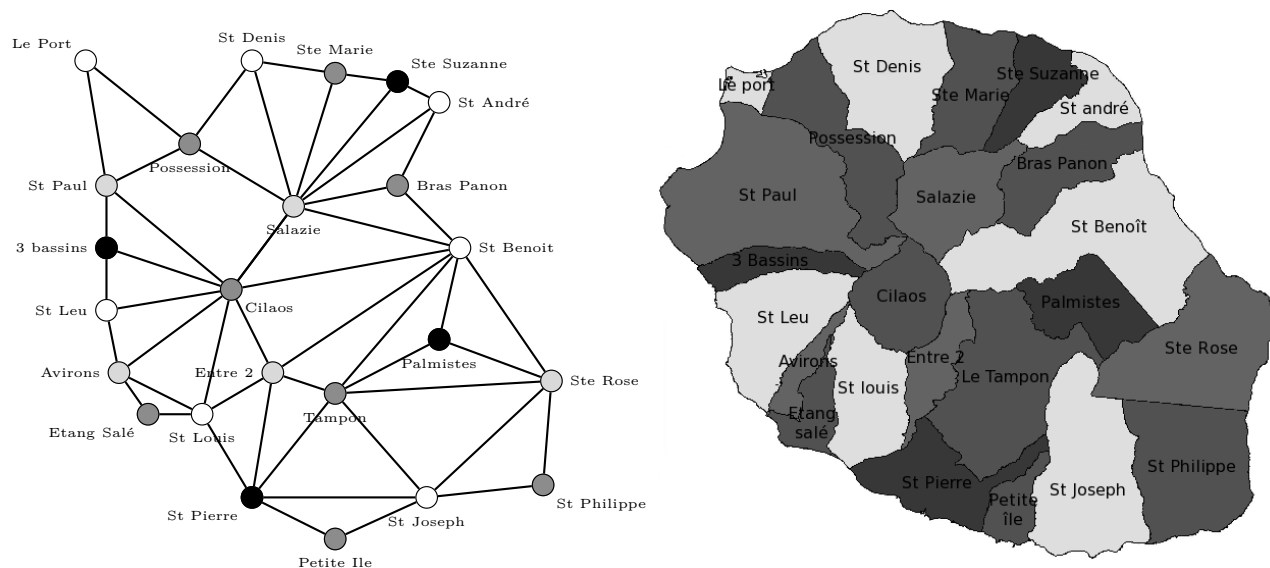 Le Port
St Denis
Ste Marie
Ste Suzanne
St André
Possession
St Paul
Bras Panon
Salazie
3 bassins
St Benoit
Cilaos
St Leu
Palmistes
Avirons
Entre 2
Ste Rose
Tampon
Etang Salé
St Louis
St Pierre
St Joseph
St Philippe
Petite Ile
St Denis
Ste Suzanne
Le port
Ste Marie
St andré
Possession
Bras Panon
St Paul
Salazie
St Benoît
3 Bassins
Cilaos
Palmistes
St Leu
Ste Rose
Avirons
Entre 2
Le Tampon
St louis
Etang
salé
St Philippe
St Pierre
St Joseph
Petite
île